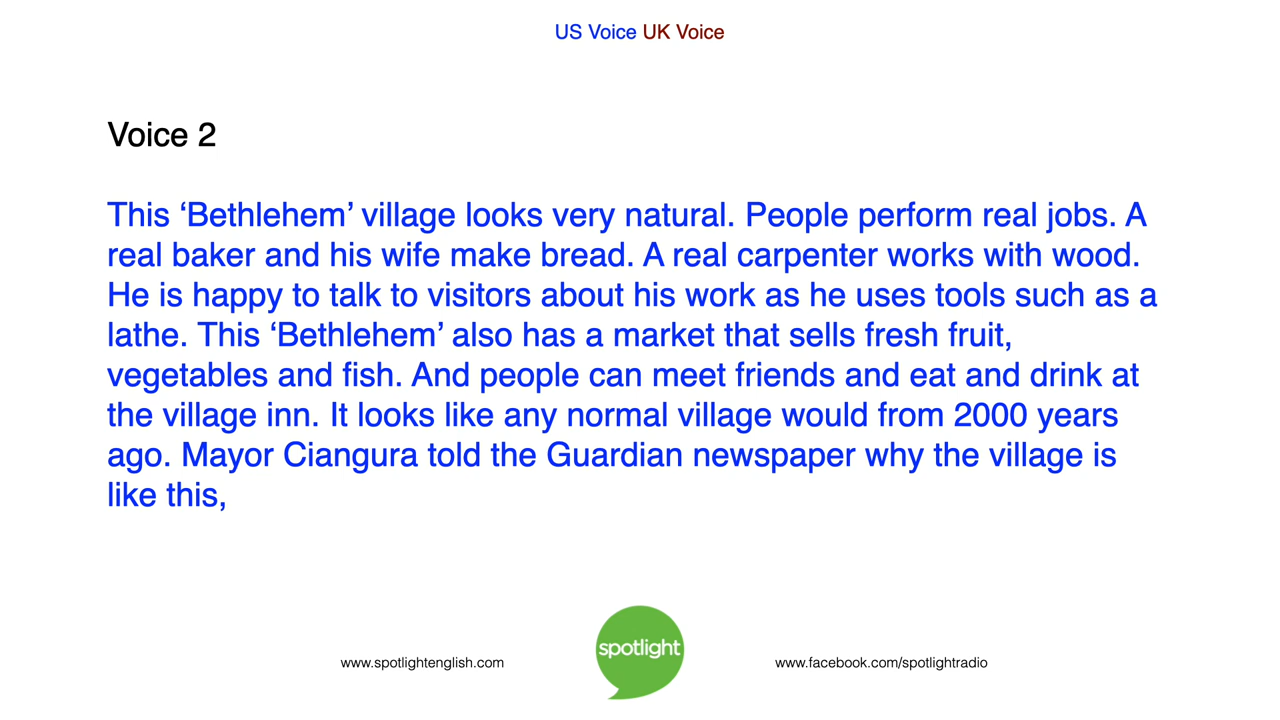 US Voice UK Voice
Voice 2
This ‘Bethlehem’ village looks very natural. People perform real jobs. A
real baker and his wife make bread. A real carpenter works with wood.
He is happy to talk to visitors about his work as he uses tools such as a
lathe. This ‘Bethlehem’ also has a market that sells fresh fruit,
vegetables and fish. And people can meet friends and eat and drink at
the village inn. It looks like any normal village would from 2000 years
ago. Mayor Ciangura told the Guardian newspaper why the village is
like this,
www.spotlightenglish.com
spotlight
www.facebook.com/spotlightradio